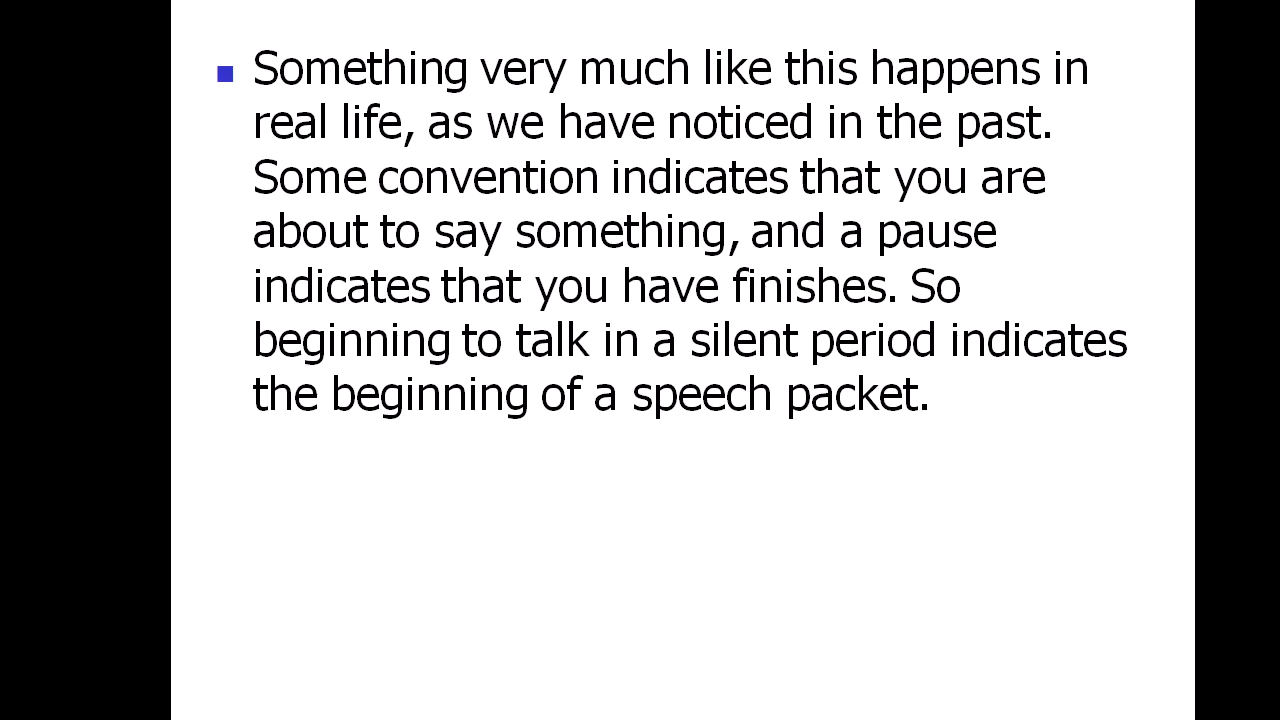 Something very much like this happens in
real life, as we have noticed in the past.
Some convention indicates that you are
about to say something, and a pause
indicates that you have finishes. So
beginning to talk in a silent period indicates
the beginning of a speech packet.